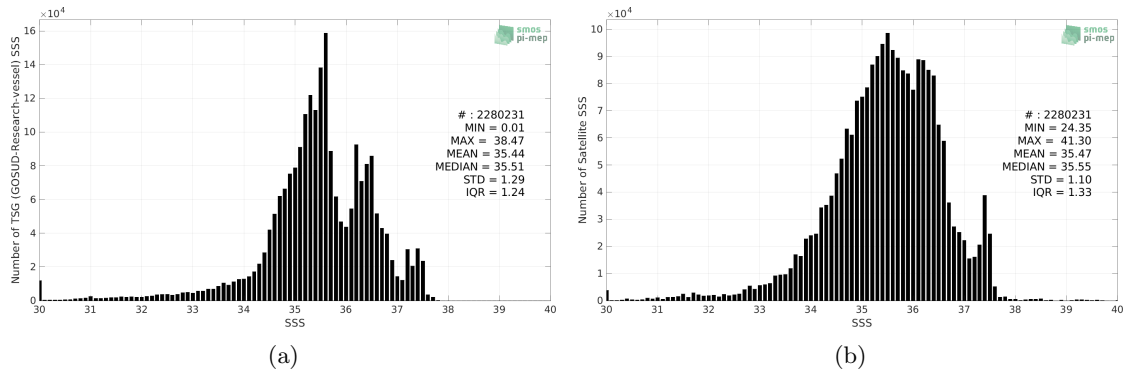 ×10⁴
16
14
12
10
8
6
4
2
0
Number of TSG (GOSUD-Research-vessel) SSS
30 31 32 33 34 35 36 37 38 39 40
SSS
smos
pi-mep
# : 2280231
MIN = 0.01
MAX = 38.47
MEAN = 35.44
MEDIAN = 35.51
STD = 1.29
IQR = 1.24
(a)
×10⁴
10
9
8
7
6
5
4
3
2
1
0
Number of Satellite SSS
30 31 32 33 34 35 36 37 38 39 40
SSS
smos
pi-mep
# : 2280231
MIN = 24.35
MAX = 41.30
MEAN = 35.47
MEDIAN = 35.55
STD = 1.10
IQR = 1.33
(b)